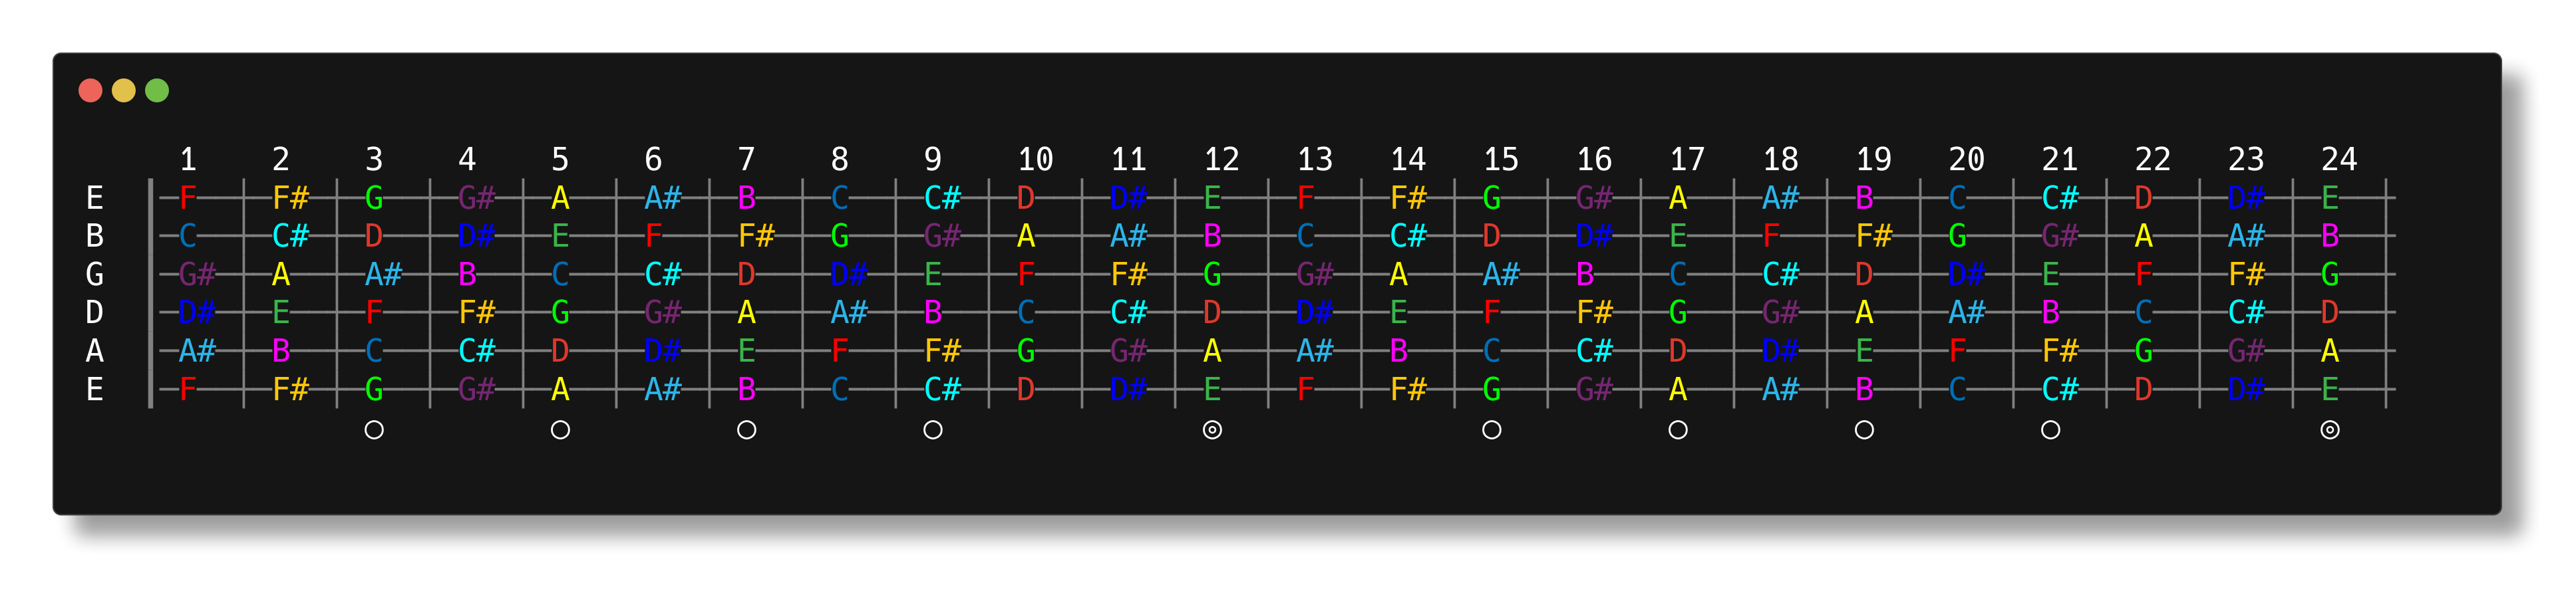 1 2 3 4 5 6 7 8 9 10 11 12 13 14 15 16 17 18 19 20 21 22 23 24
E F F# G G# A A# B C C# D D# E F F# G G# A A# B C C# D D# E
B C C# D D# E F F# G G# A A# B C C# D D# E F F# G G# A A# B
G G# A A# B C C# D D# E F F# G G# A A# B C C# D D# E F F# G
D D# E F F# G G# A A# B C C# D D# E F F# G G# A A# B C C# D
A A# B C C# D D# E F F# G G# A A# B C C# D D# E F F# G G# A
E F F# G G# A A# B C C# D D# E F F# G G# A A# B C C# D D# E